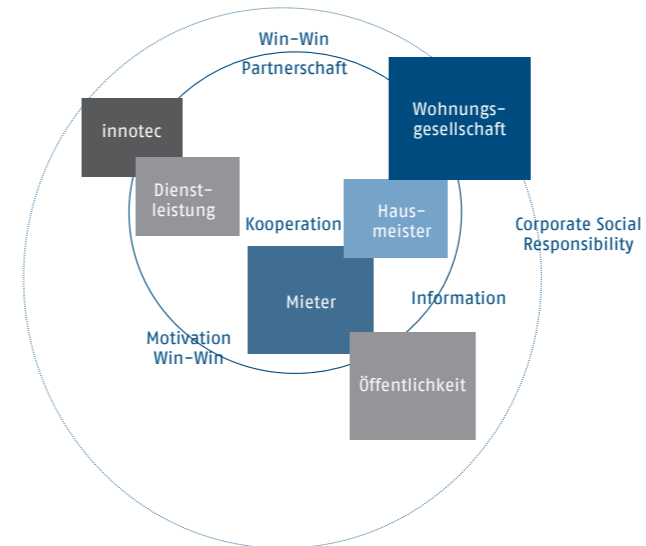 Win-Win
Partnerschaft
Wohnungs-
gesellschaft
innotec
Dienst-
leistung
Kooperation
Haus-
meister
Corporate Social
Responsibility
Mieter
Information
Motivation
Win-Win
Öffentlichkeit